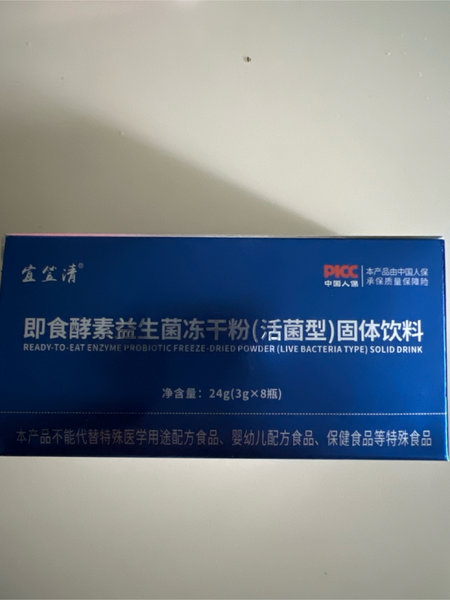 宜笠清®
PICC
中国人保
本产品由中国人保
承保质量保障险
即食酵素益生菌冻干粉(活菌型)固体饮料
READY-TO-EAT ENZYME PROBIOTIC FREEZE-DRIED POWDER (LIVE BACTERIA TYPE) SOLID DRINK
净含量：24g(3g×8瓶)
本产品不能代替特殊医学用途配方食品、婴幼儿配方食品、保健食品等特殊食品